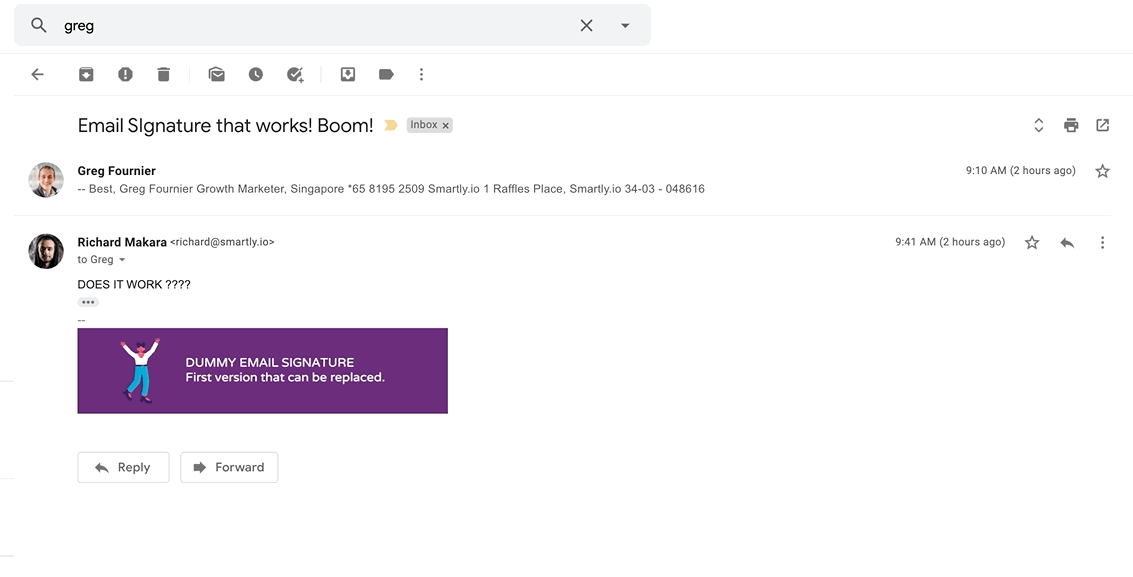 greg
Email SIgnature that works! Boom!
Inbox x
Greg Fournier
9:10 AM (2 hours ago)
-- Best, Greg Fournier Growth Marketer, Singapore *65 8195 2509 Smartly.io 1 Raffles Place, Smartly.io 34-03 - 048616
Richard Makara <richard@smartly.io>
9:41 AM (2 hours ago)
to Greg
DOES IT WORK ????
--
DUMMY EMAIL SIGNATURE
First version that can be replaced.
Reply
Forward